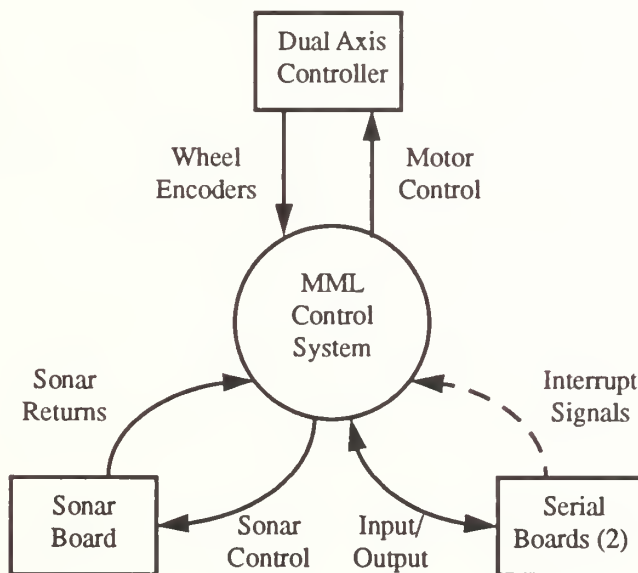 Dual Axis
Controller
Wheel
Encoders
Motor
Control
MML
Control
System
Sonar
Returns
Interrupt
Signals
Sonar
Board
Sonar
Control
Input/
Output
Serial
Boards (2)